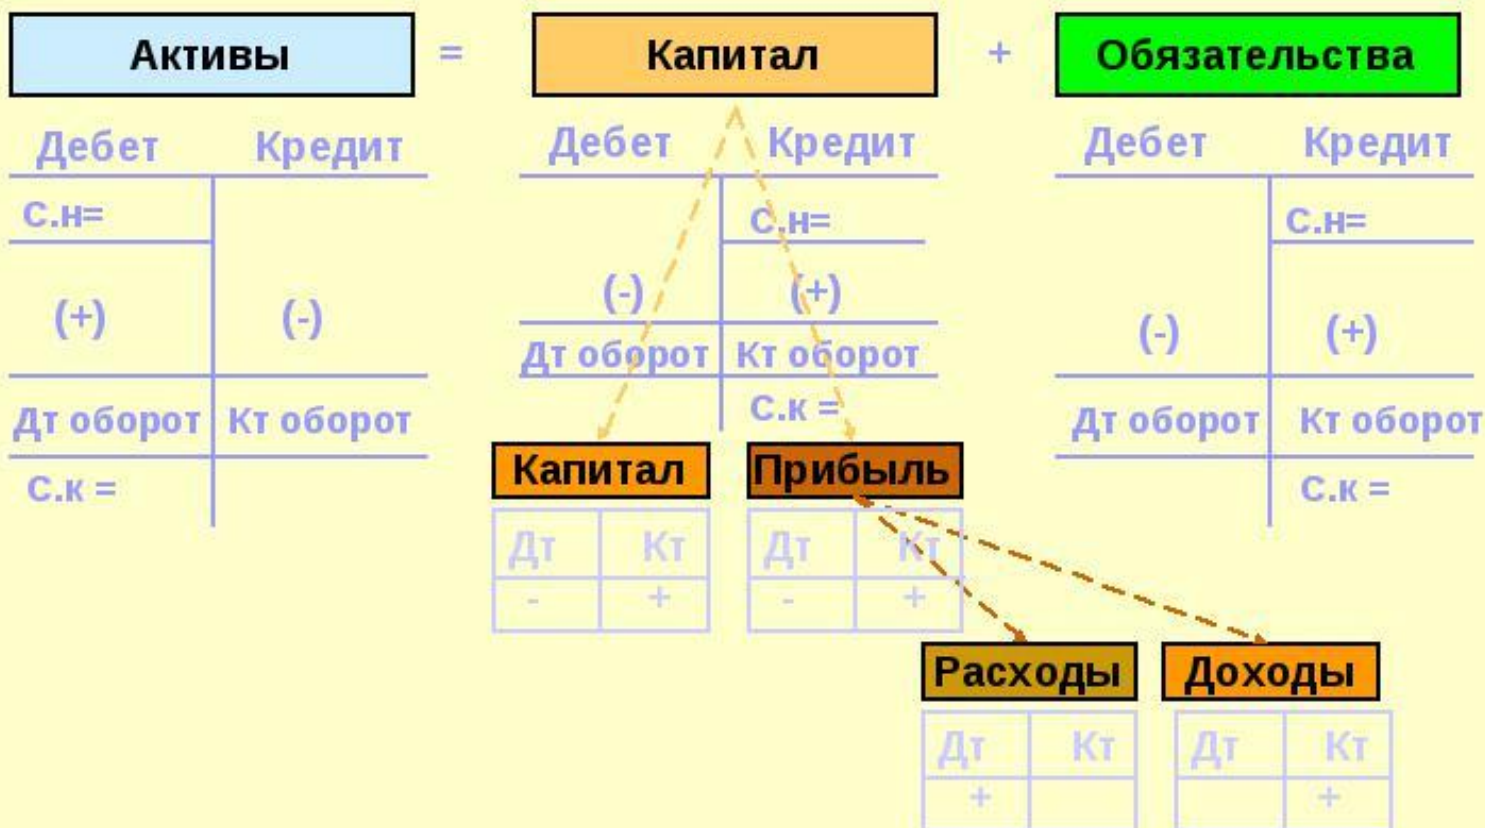 Активы = Капитал + Обязательства
Дебет Кредит Дебет Кредит Дебет Кредит
С.н= С.н= С.н=
(+) (-) (-) (+) (-) (+)
Дт оборот Кт оборот Дт оборот Кт оборот Дт оборот Кт оборот
С.к = С.к = С.к =
Капитал Прибыль
Дт Кт Дт Кт
- + - +
Расходы Доходы
Дт Кт Дт Кт
+ +